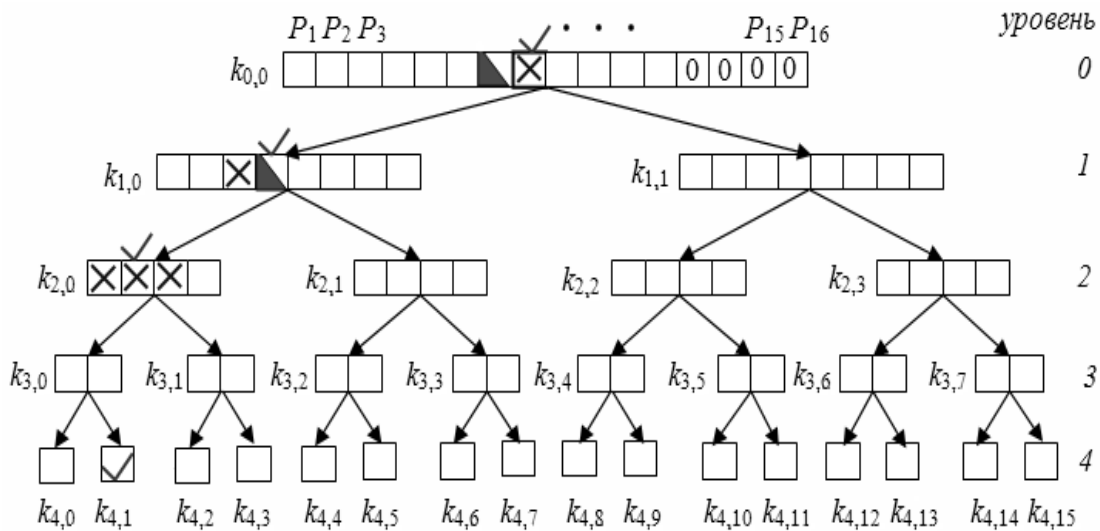 P₁ P₂ P₃ . . . P₁₅ P₁₆ уровень
k₀,₀ 0 0 0 0 0
k₁,₀ k₁,₁ 1
k₂,₀ k₂,₁ k₂,₂ k₂,₃ 2
k₃,₀ k₃,₁ k₃,₂ k₃,₃ k₃,₄ k₃,₅ k₃,₆ k₃,₇ 3
4
k₄,₀ k₄,₁ k₄,₂ k₄,₃ k₄,₄ k₄,₅ k₄,₆ k₄,₇ k₄,₈ k₄,₉ k₄,₁₀ k₄,₁₁ k₄,₁₂ k₄,₁₃ k₄,₁₄ k₄,₁₅